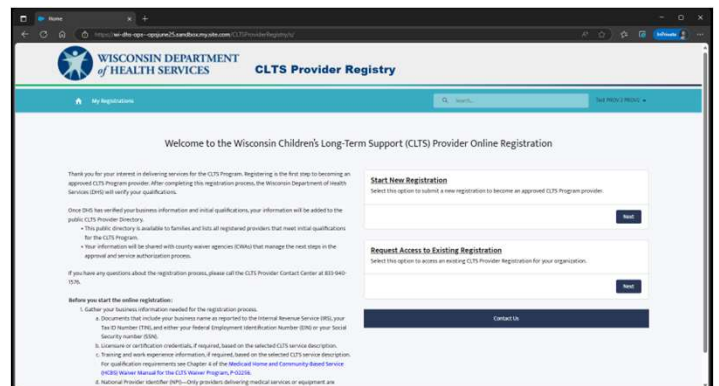 Home
https://wi-dhs-ops--opsjune25.sandbox.my.site.com/CLTSProviderRegistry/s/
InPrivate
WISCONSIN DEPARTMENT
of HEALTH SERVICES
CLTS Provider Registry
My Registrations
Search...
Welcome to the Wisconsin Children's Long-Term Support (CLTS) Provider Online Registration
Thank you for your interest in delivering services for the CLTS Program. Registering is the first step to becoming an
approved CLTS Program provider. After completing this registration process, the Wisconsin Department of Health
Services (DHS) will verify your qualifications.
Once DHS has verified your business information and initial qualifications, your information will be added to the
public CLTS Provider Directory.
• This public directory is available to families and lists all registered providers that meet initial qualifications
for the CLTS Program.
• Your information will be shared with county waiver agencies (CWAs) that manage the next steps in the
approval and service authorization process.
If you have any questions about the registration process, please call the CLTS Provider Contact Center at 833-940-
1576.
Before you start the online registration:
1. Gather your business information needed for the registration process.
a. Documents that include your business name as reported to the Internal Revenue Service (IRS), your
Tax ID Number (TIN), and either your federal Employment Identification Number (EIN) or your Social
Security number (SSN).
b. Licensure or certification credentials, if required, based on the selected CLTS service description.
c. Training and work experience information, if required, based on the selected CLTS service description.
For qualification requirements see Chapter 4 of the Medicaid Home and Community-Based Service
(HCBS) Waiver Manual for the CLTS Waiver Program, P-02256.
d. National Provider Identifier (NPI)—Only providers delivering medical services or equipment are
Start New Registration
Select this option to submit a new registration to become an approved CLTS Program provider.
Next
Request Access to Existing Registration
Select this option to access an existing CLTS Provider Registration for your organization.
Next
Contact Us